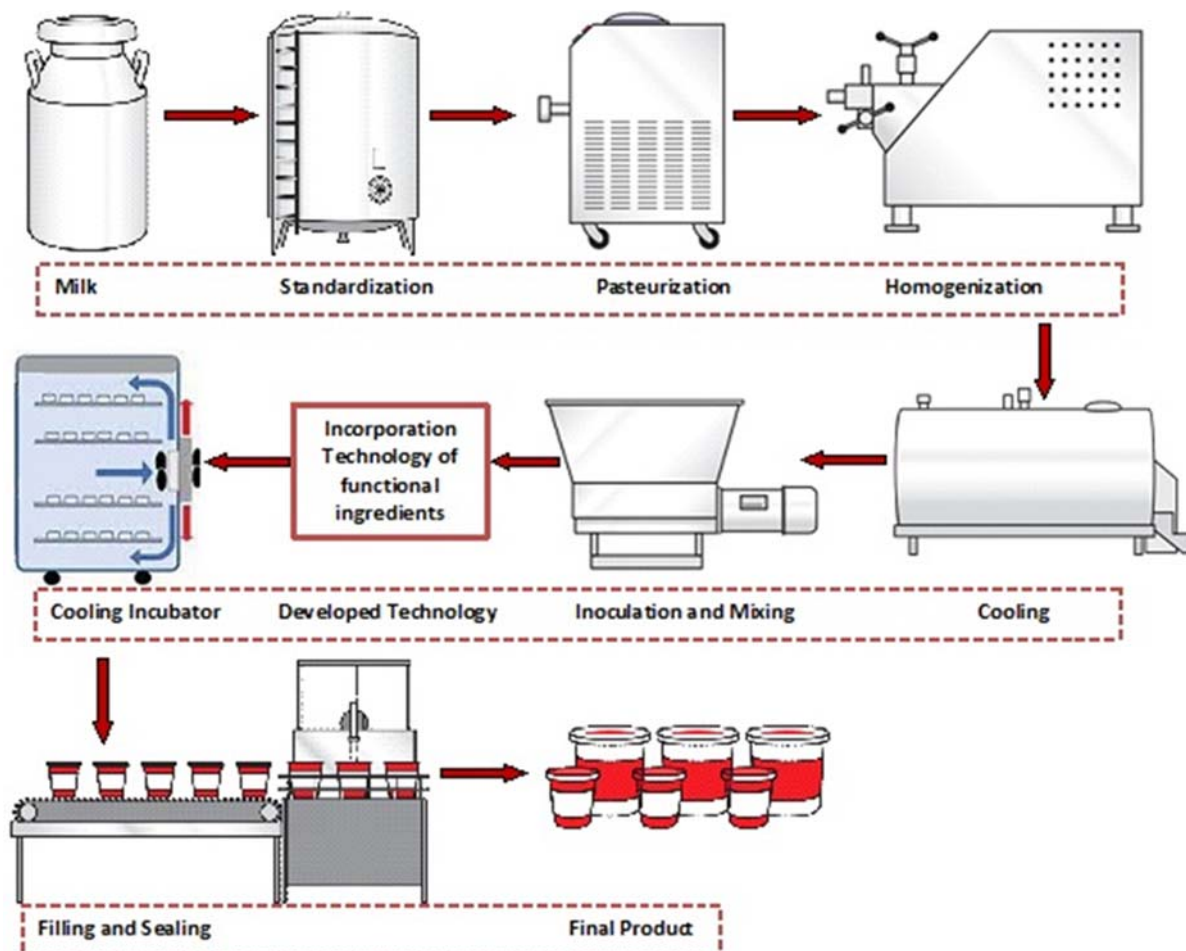 Milk
Standardization
Pasteurization
Homogenization
Incorporation
Technology of
functional
ingredients
Cooling Incubator
Developed Technology
Inoculation and Mixing
Cooling
Filling and Sealing
Final Product